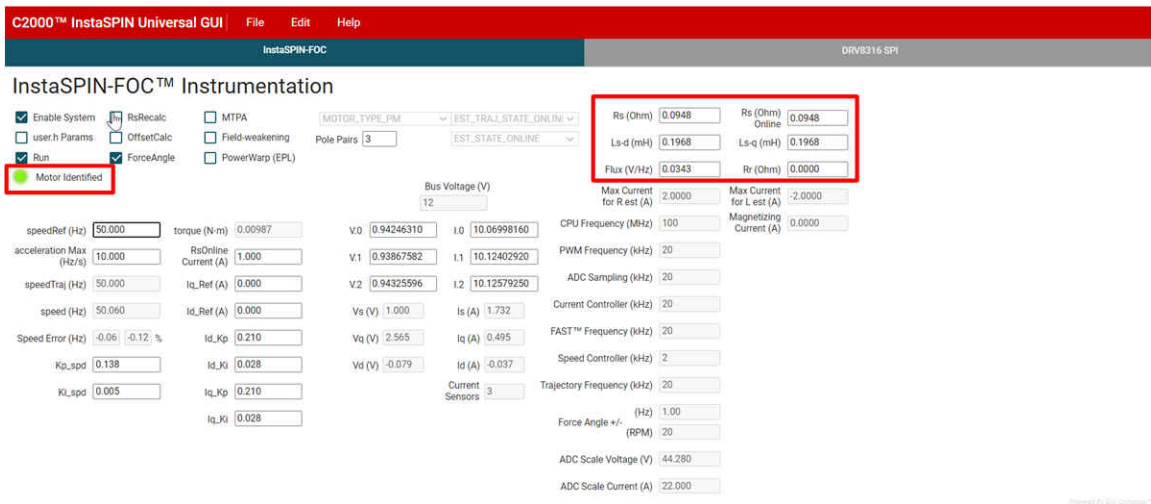 C2000™ InstaSPIN Universal GUI File Edit Help
InstaSPIN-FOC DRV8316 SPI
InstaSPIN-FOC™ Instrumentation
Enable System RsRecalc MTPA MOTOR_TYPE_PM EST_TRAJ_STATE_ONLINE Rs (Ohm) 0.0948 Rs (Ohm) Online 0.0948
user.h Params OffsetCalc Field-weakening Pole Pairs 3 EST_STATE_ONLINE Ls-d (mH) 0.1968 Ls-q (mH) 0.1968
Run ForceAngle PowerWarp (EPL) Flux (V/Hz) 0.0343 Rr (Ohm) 0.0000
Motor Identified
Bus Voltage (V) Max Current for R est (A) 2.0000 Max Current for L est (A) -2.0000
12
CPU Frequency (MHz) 100 Magnetizing Current (A) 0.0000
speedRef (Hz) 50.000 torque (N-m) 0.00987 V.0 0.94246310 I.0 10.06998160
acceleration Max (Hz/s) 10.000 RsOnline Current (A) 1.000 V.1 0.93867582 I.1 10.12402920 PWM Frequency (kHz) 20
speedTraj (Hz) 50.000 Iq_Ref (A) 0.000 V.2 0.94325596 I.2 10.12579250 ADC Sampling (kHz) 20
speed (Hz) 50.060 Id_Ref (A) 0.000 Vs (V) 1.000 Is (A) 1.732 Current Controller (kHz) 20
Speed Error (Hz) -0.06 -0.12 % Id_Kp 0.210 Vq (V) 2.565 Iq (A) 0.495 FAST™ Frequency (kHz) 20
Kp_spd 0.138 Id_Ki 0.028 Vd (V) -0.079 Id (A) -0.037 Speed Controller (kHz) 2
Ki_spd 0.005 Iq_Kp 0.210 Current Sensors 3 Trajectory Frequency (kHz) 20
Iq_Ki 0.028 Force Angle +/- (Hz) 1.00
(RPM) 20
ADC Scale Voltage (V) 44.280
ADC Scale Current (A) 22.000
Powered By GUI Composer™